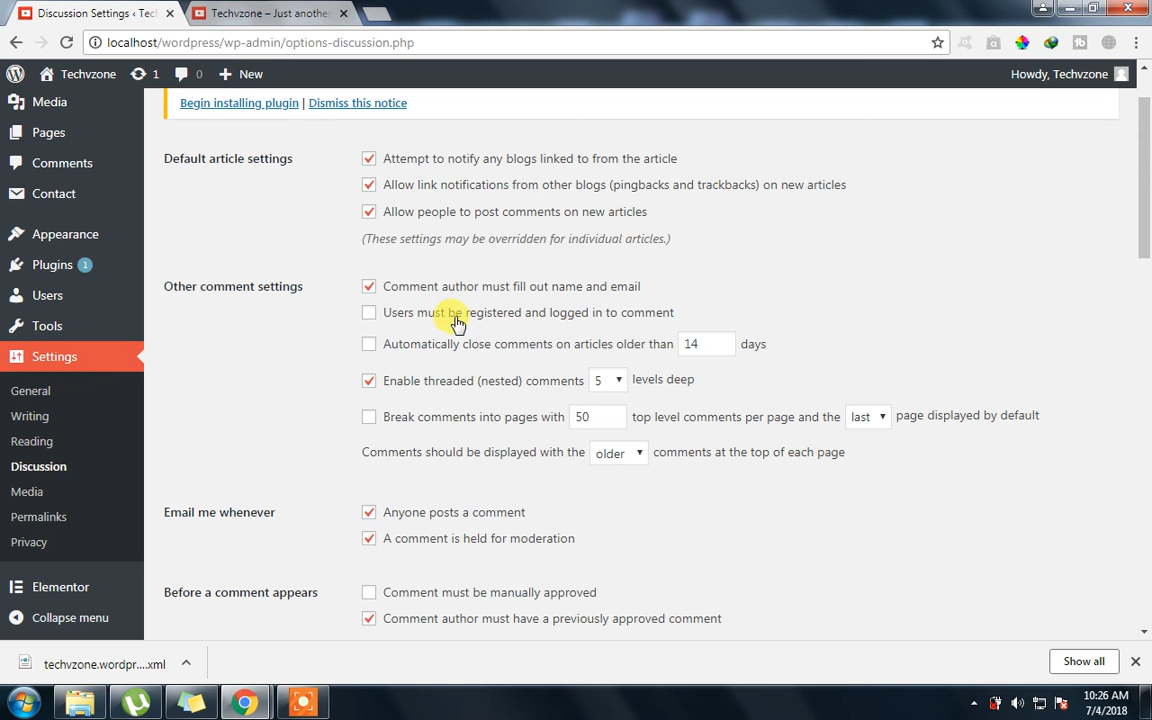 Discussion Settings ‹ Tec
Techvzone – Just another
localhost/wordpress/wp-admin/options-discussion.php
Techvzone 1 0 New Howdy, Techvzone
Media
Pages
Comments
Contact
Appearance
Plugins 1
Users
Tools
Settings
General
Writing
Reading
Discussion
Media
Permalinks
Privacy
Elementor
Collapse menu
Begin installing plugin | Dismiss this notice
Default article settings
Attempt to notify any blogs linked to from the article
Allow link notifications from other blogs (pingbacks and trackbacks) on new articles
Allow people to post comments on new articles
(These settings may be overridden for individual articles.)
Other comment settings
Comment author must fill out name and email
Users must be registered and logged in to comment
Automatically close comments on articles older than 14 days
Enable threaded (nested) comments 5 levels deep
Break comments into pages with 50 top level comments per page and the last page displayed by default
Comments should be displayed with the older comments at the top of each page
Email me whenever
Anyone posts a comment
A comment is held for moderation
Before a comment appears
Comment must be manually approved
Comment author must have a previously approved comment
techvzone.wordpr....xml
Show all
10:26 AM
7/4/2018